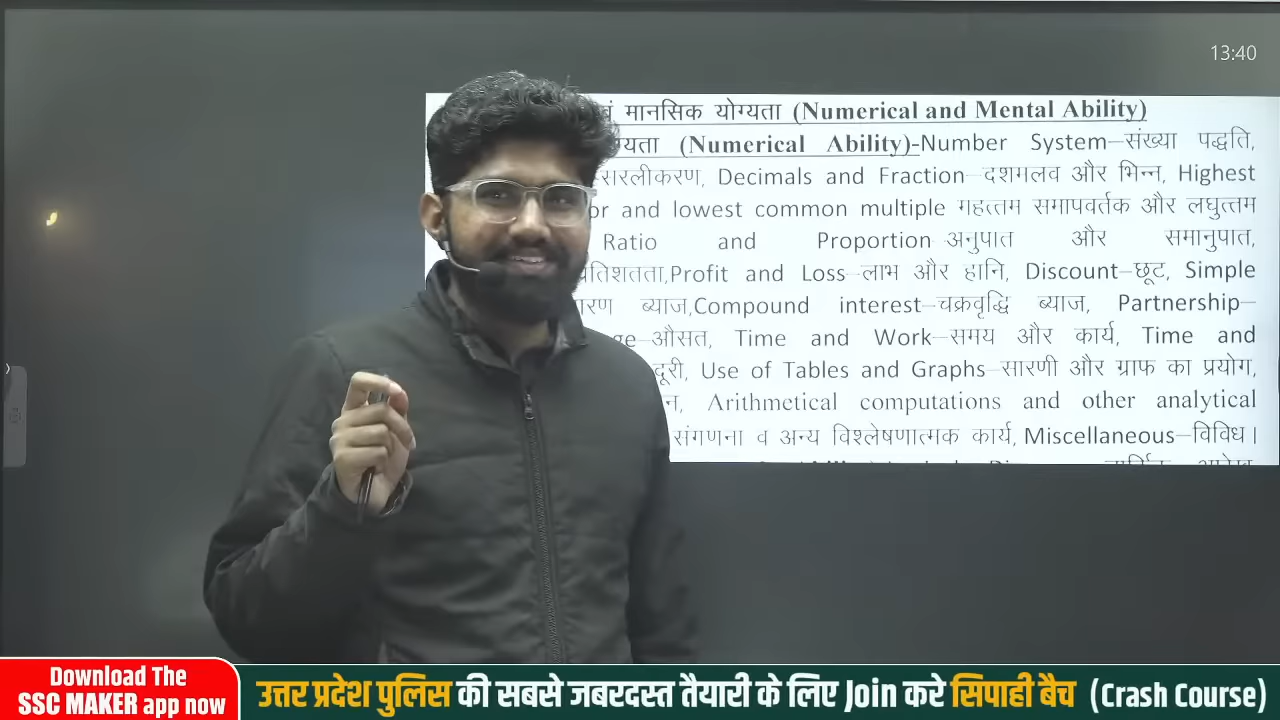 13:40
मानसिक योग्यता (Numerical and Mental Ability)
(Numerical Ability)-Number System–संख्या पद्धति,
सरलीकरण, Decimals and Fraction–दशमलव और भिन्न, Highest
and lowest common multiple महत्तम समापवर्तक और लघुत्तम
Ratio and Proportion अनुपात और समानुपात,
Profit and Loss–लाभ और हानि, Discount–छूट, Simple
ब्याज,Compound interest–चक्रवृद्धि ब्याज, Partnership–
औसत, Time and Work–समय और कार्य, Time and
दूरी, Use of Tables and Graphs–सारणी और ग्राफ का प्रयोग,
Arithmetical computations and other analytical
संगणना व अन्य विश्लेषणात्मक कार्य, Miscellaneous–विविध।
Download The
SSC MAKER app now
उत्तर प्रदेश पुलिस की सबसे जबरदस्त तैयारी के लिए Join करे सिपाही बैच (Crash Course)